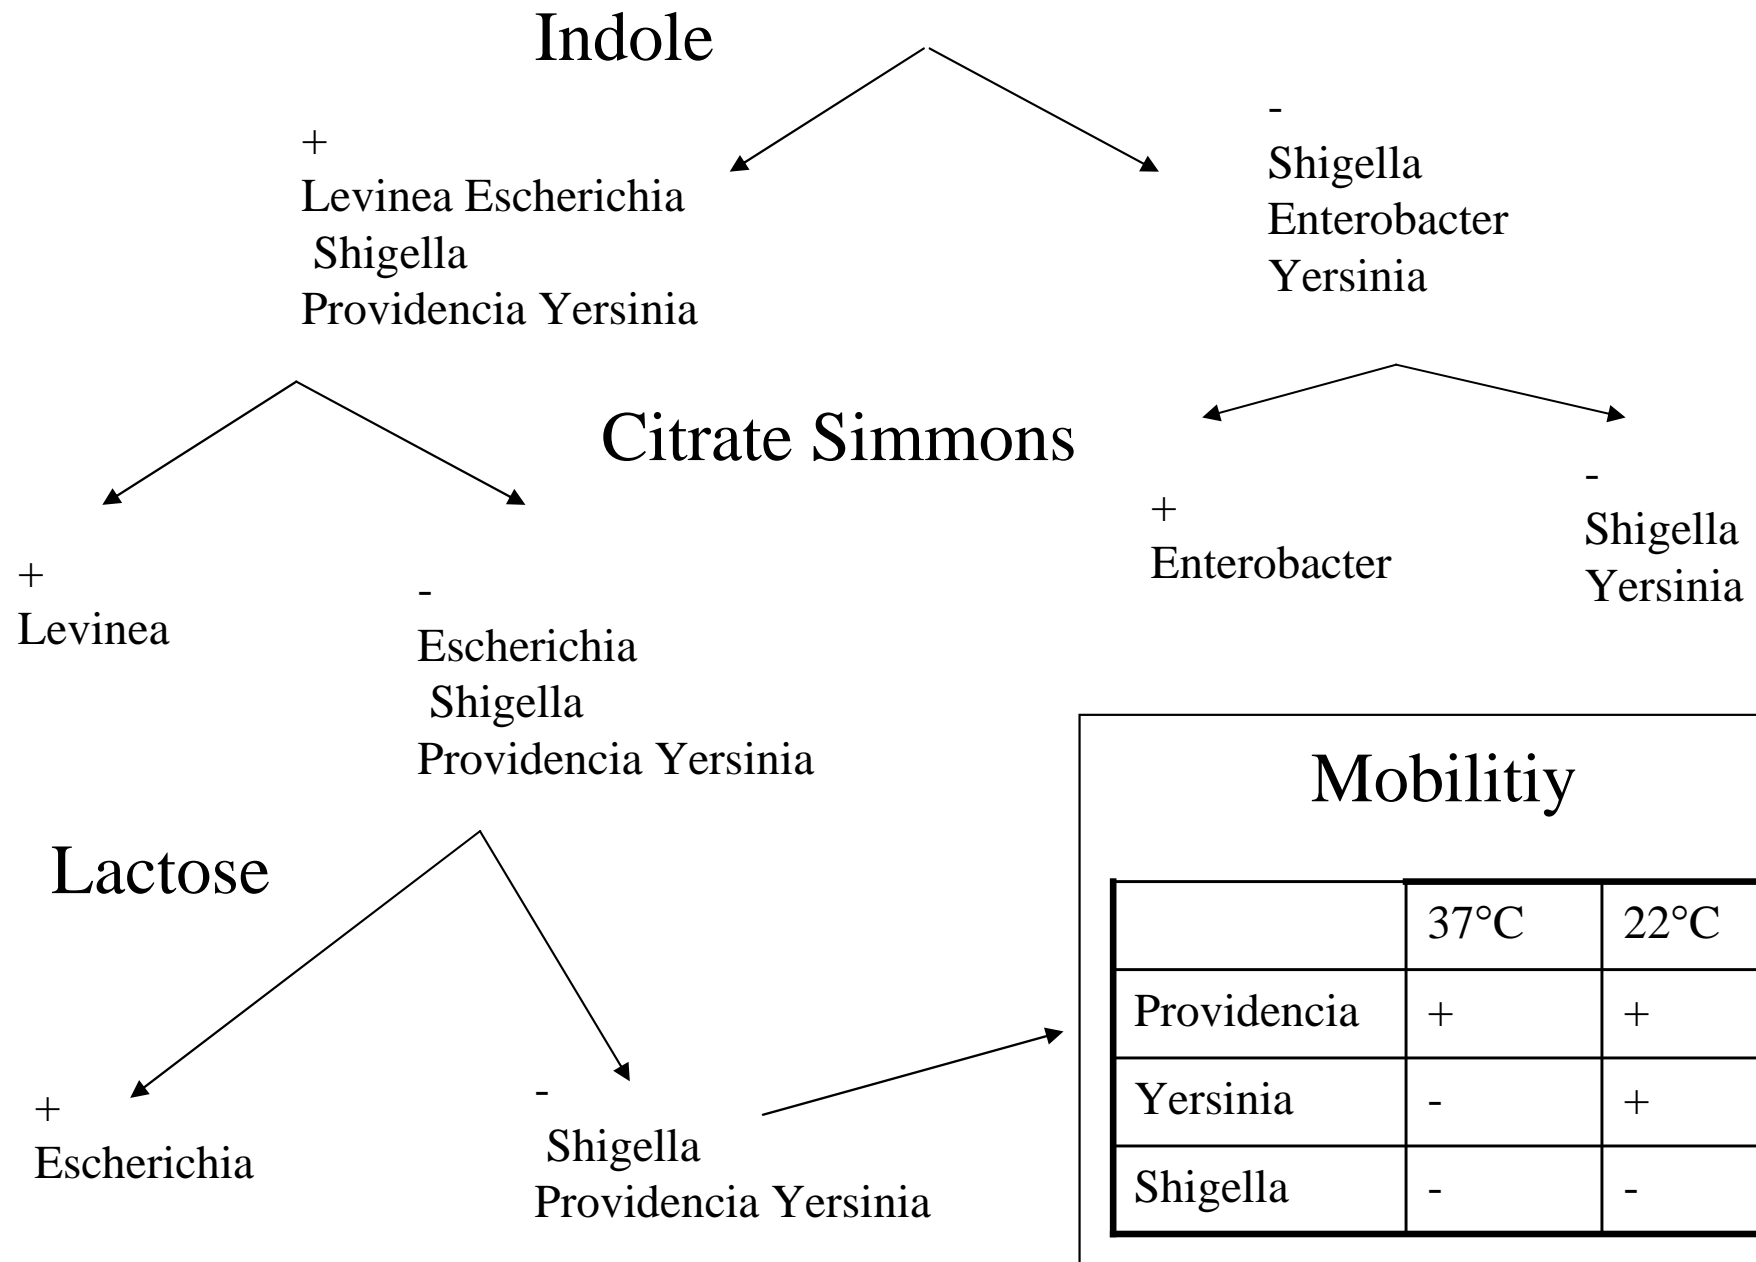 Indole
+
Levinea Escherichia
Shigella
Providencia Yersinia
-
Shigella
Enterobacter
Yersinia
Citrate Simmons
+
Levinea
-
Escherichia
Shigella
Providencia Yersinia
+
Enterobacter
-
Shigella
Yersinia
Lactose
+
Escherichia
-
Shigella
Providencia Yersinia
Mobilitiy
37°C 22°C
Providencia + +
Yersinia - +
Shigella - -